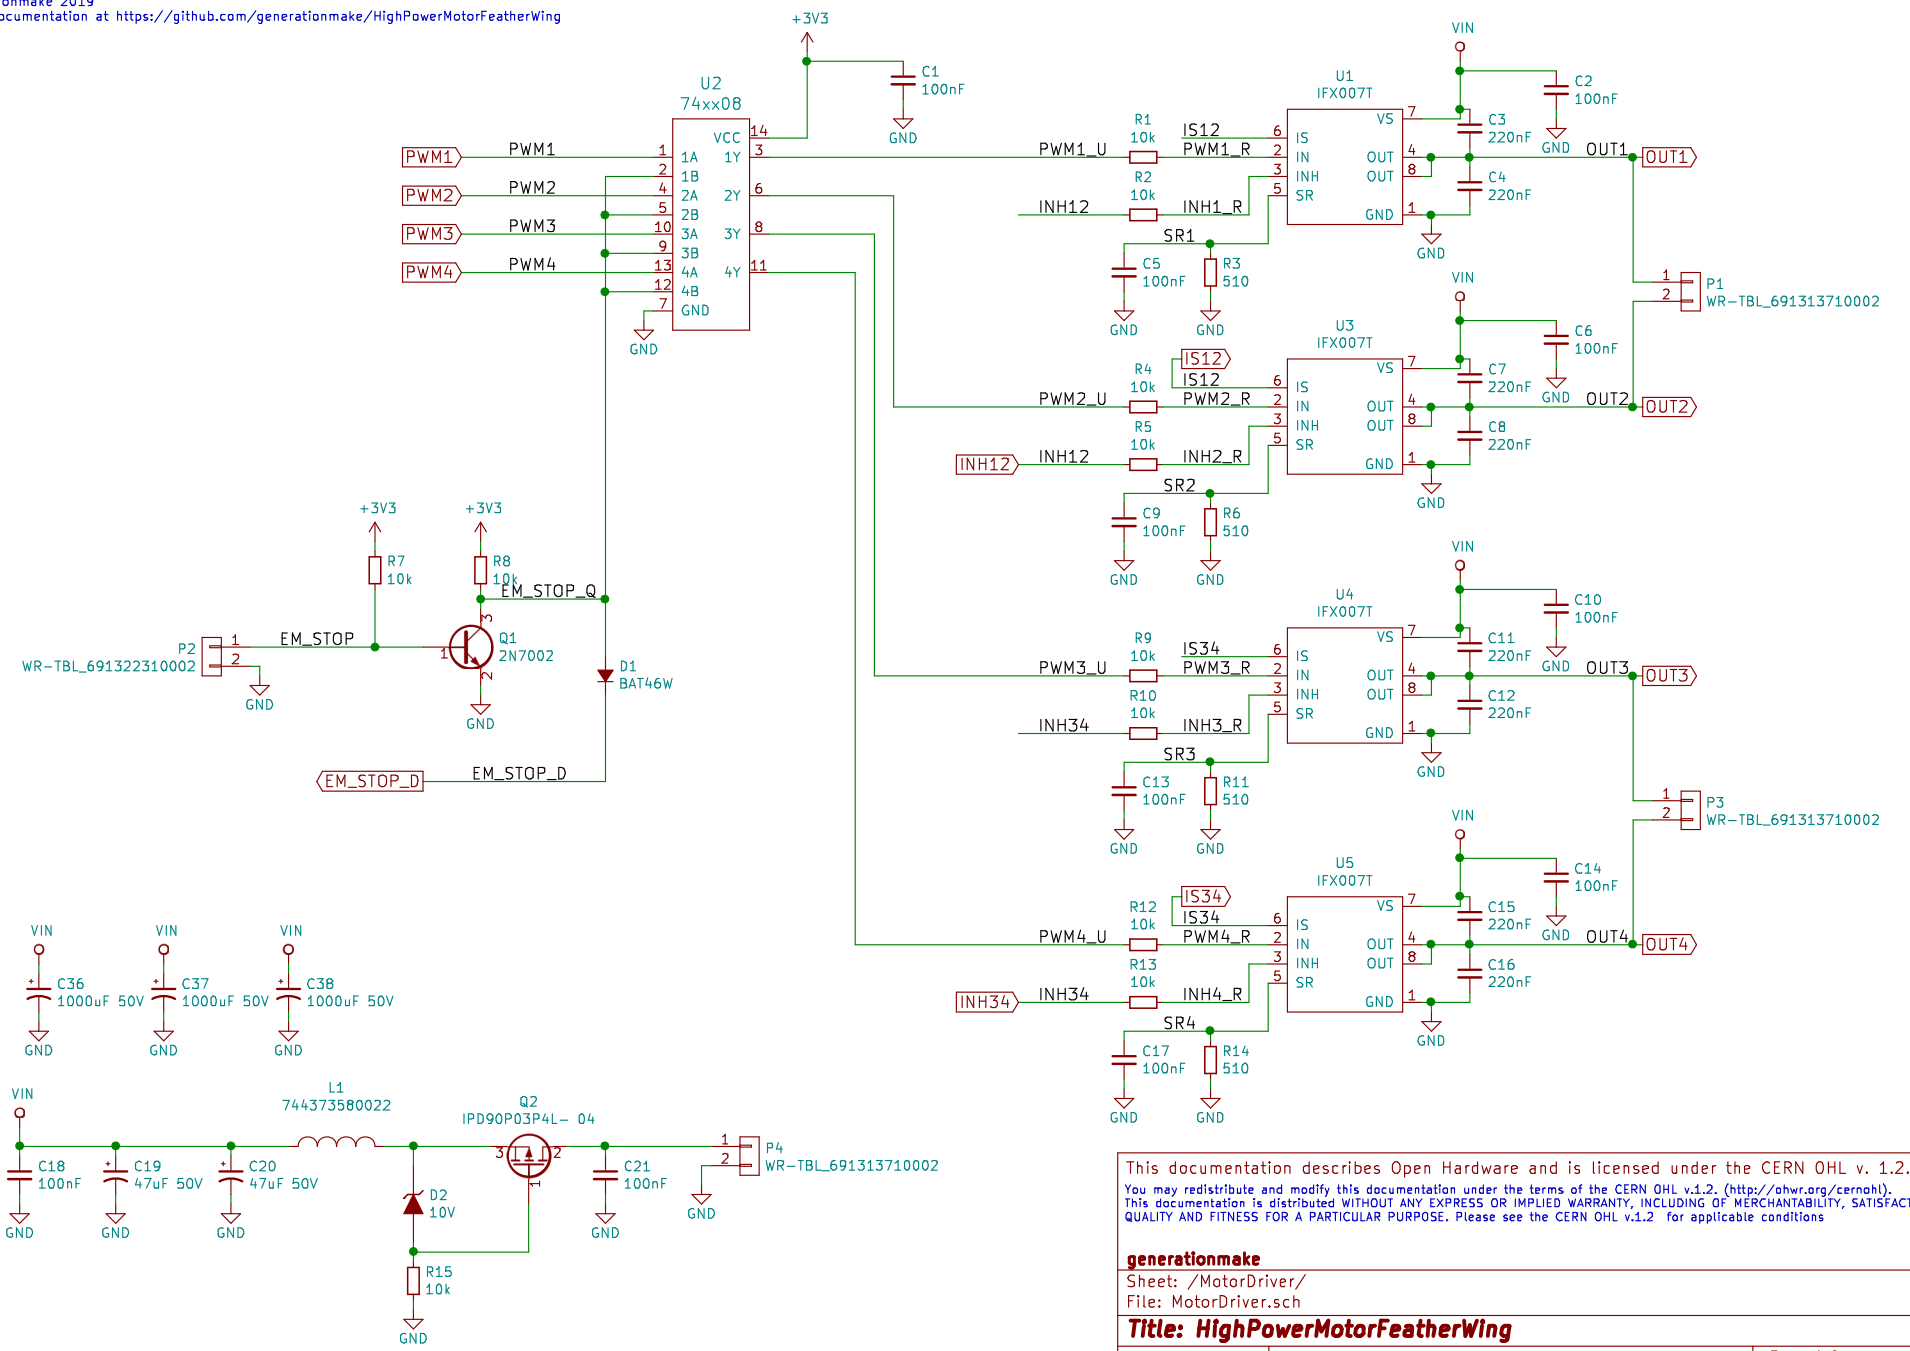 onmake 2019
ocumentation at https://github.com/generationmake/HighPowerMotorFeatherWing
+3V3
C1
100nF
GND
U2
74xx08
VCC
14
PWM1
PWM1
1
1A
1Y
3
2
1B
PWM2
PWM2
4
2A
2Y
6
5
2B
PWM3
PWM3
10
3A
3Y
8
9
3B
PWM4
PWM4
13
4A
4Y
11
12
4B
7
GND
GND
VIN
U1
IFX007T
C2
100nF
GND
VS
7
C3
220nF
R1
10k
IS12
6
IS
PWM1_U
PWM1_R
2
IN
OUT
4
OUT1
OUT1
R2
10k
3
INH
OUT
8
C4
220nF
5
SR
INH12
INH1_R
GND
1
GND
SR1
C5
100nF
R3
510
GND
GND
P1
WR-TBL_691313710002
1
2
VIN
U3
IFX007T
C6
100nF
GND
VS
7
C7
220nF
IS12
R4
10k
IS12
6
IS
PWM2_U
PWM2_R
2
IN
OUT
4
OUT2
OUT2
R5
10k
3
INH
OUT
8
C8
220nF
5
SR
INH12
INH12
INH2_R
GND
1
GND
SR2
C9
100nF
R6
510
GND
GND
+3V3
+3V3
R7
10k
R8
10k
EM_STOP_Q
3
P2
WR-TBL_691322310002
1
2
EM_STOP
1
Q1
2N7002
2
GND
GND
D1
BAT46W
EM_STOP_D
EM_STOP_D
VIN
U4
IFX007T
C10
100nF
GND
VS
7
C11
220nF
R9
10k
IS34
6
IS
PWM3_U
PWM3_R
2
IN
OUT
4
OUT3
OUT3
R10
10k
3
INH
OUT
8
C12
220nF
5
SR
INH34
INH3_R
GND
1
GND
SR3
C13
100nF
R11
510
GND
GND
1
2
P3
WR-TBL_691313710002
VIN
U5
IFX007T
C14
100nF
GND
VS
7
C15
220nF
IS34
R12
10k
IS34
6
IS
PWM4_U
PWM4_R
2
IN
OUT
4
OUT4
OUT4
R13
10k
3
INH
OUT
8
C16
220nF
5
SR
INH34
INH34
INH4_R
GND
1
GND
SR4
C17
100nF
R14
510
GND
GND
VIN
VIN
VIN
+
C36
1000uF 50V
+
C37
1000uF 50V
+
C38
1000uF 50V
GND
GND
GND
VIN
L1
744373580022
Q2
IPD90P03P4L- 04
3
2
1
1
2
P4
WR-TBL_691313710002
C18
100nF
+
C19
47uF 50V
+
C20
47uF 50V
C21
100nF
D2
10V
GND
GND
GND
GND
GND
R15
10k
GND
This documentation describes Open Hardware and is licensed under the CERN OHL v. 1.2.
You may redistribute and modify this documentation under the terms of the CERN OHL v.1.2. (http://ohwr.org/cernohl).
This documentation is distributed WITHOUT ANY EXPRESS OR IMPLIED WARRANTY, INCLUDING OF MERCHANTABILITY, SATISFACT
QUALITY AND FITNESS FOR A PARTICULAR PURPOSE. Please see the CERN OHL v.1.2 for applicable conditions
generationmake
Sheet: /MotorDriver/
File: MotorDriver.sch
Title: HighPowerMotorFeatherWing